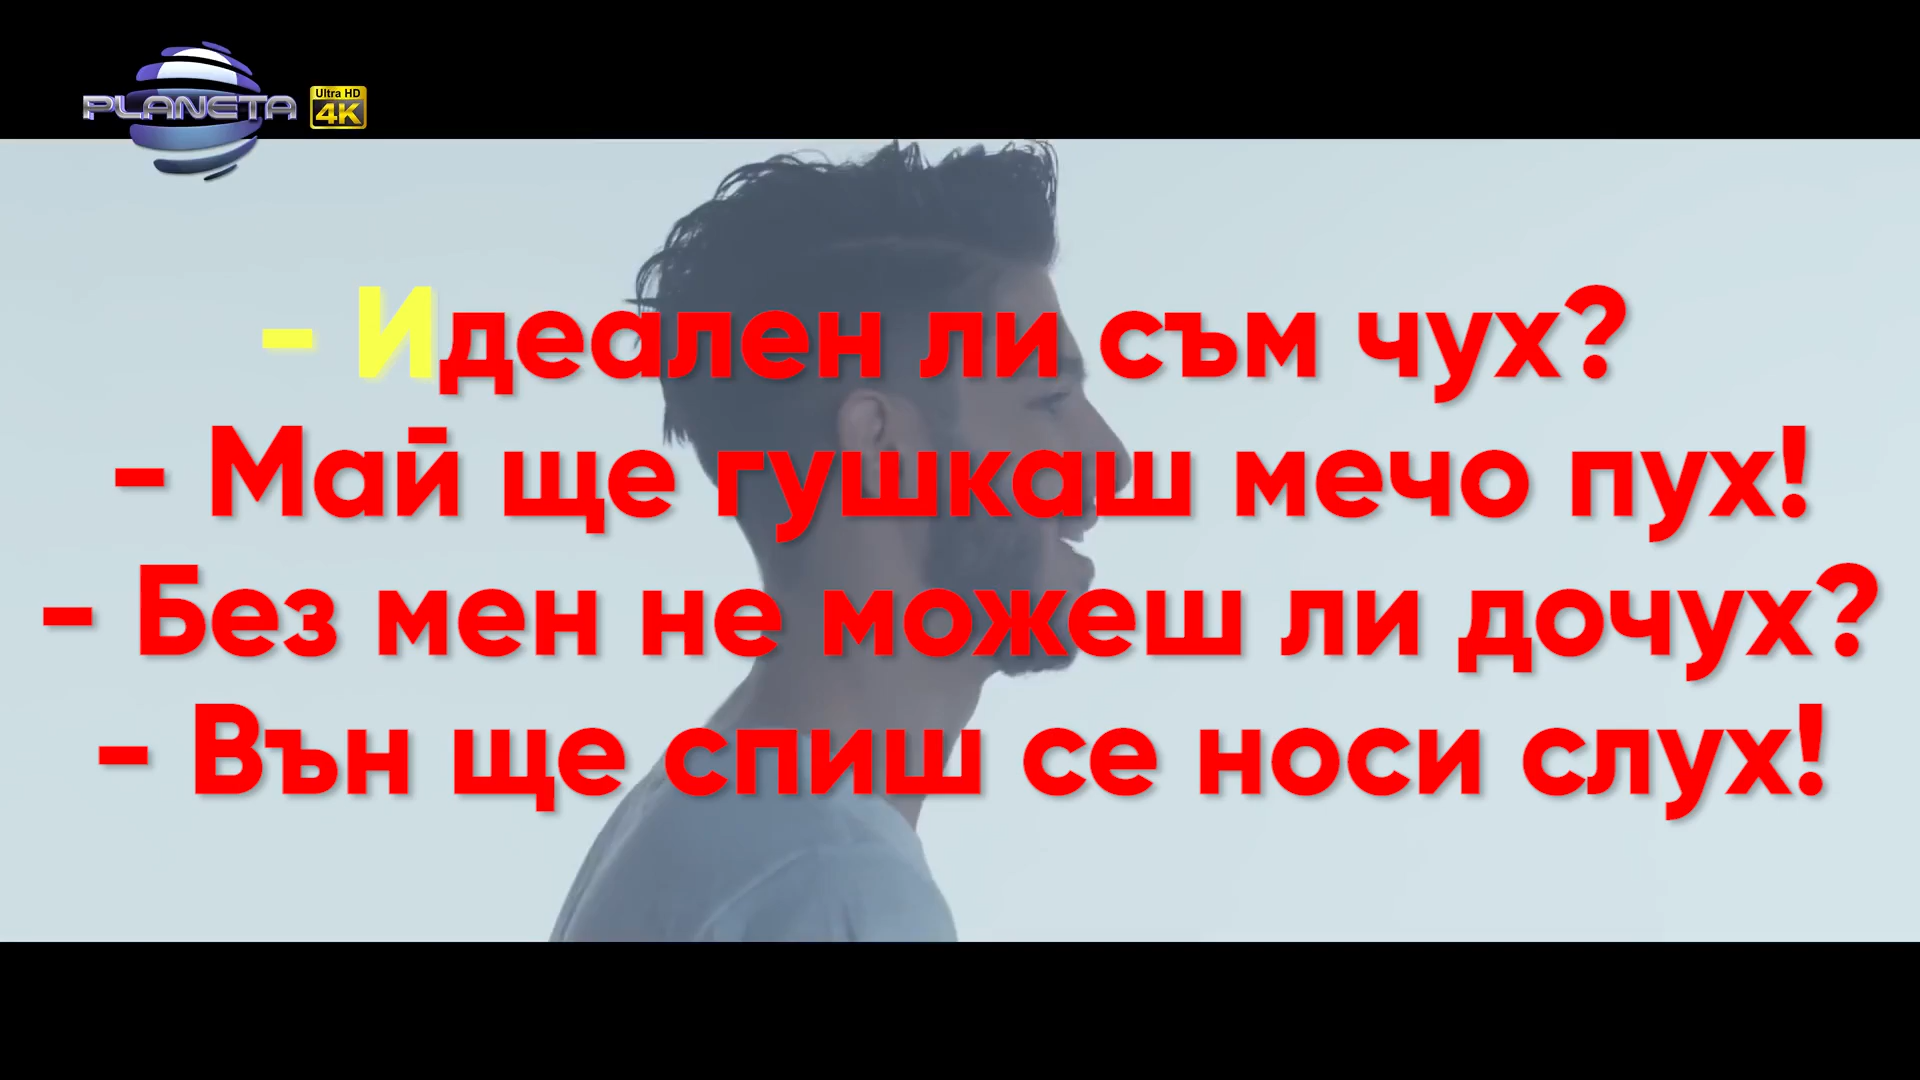 PLANETA
Ultra HD
4K
- Идеален ли съм чух?
- Май ще гушкаш мечо пух!
- Без мен не можеш ли дочух?
- Вън ще спиш се носи слух!